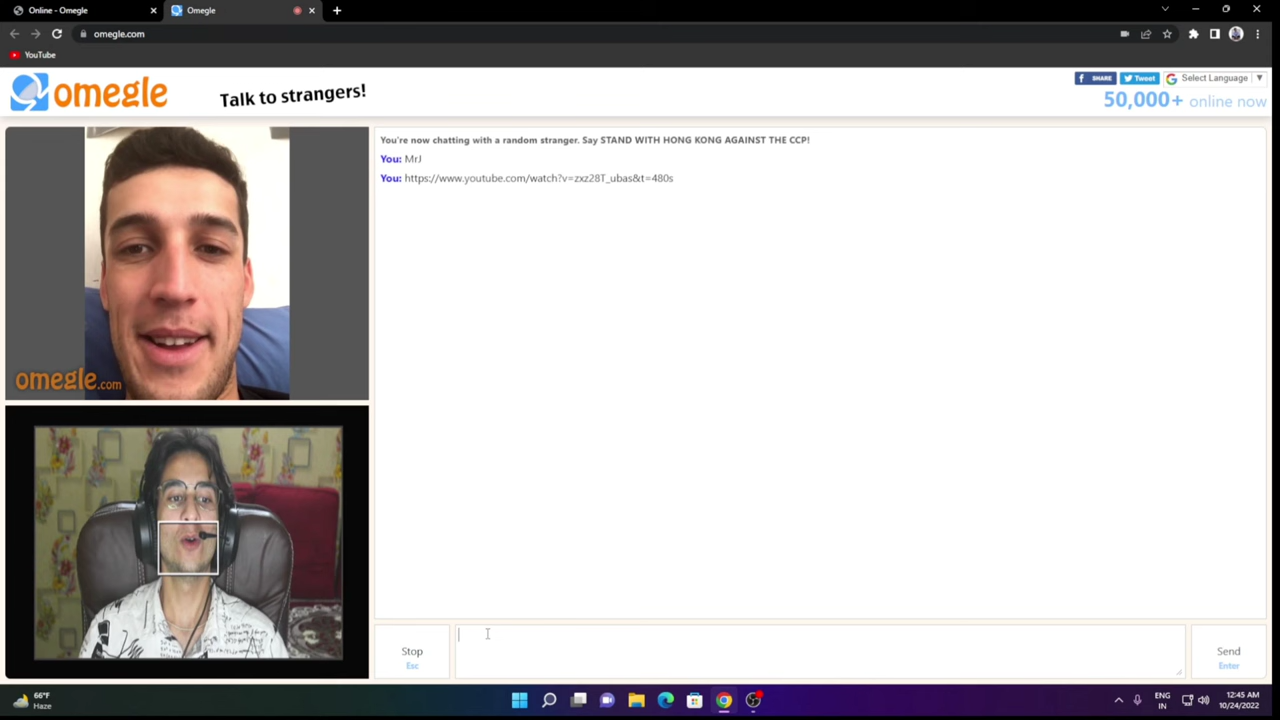 Online - Omegle
Omegle
omegle.com
YouTube
omegle
Talk to strangers!
SHARE
Tweet
Select Language
50,000+ online now
You're now chatting with a random stranger. Say STAND WITH HONG KONG AGAINST THE CCP!
You: MrJ
You: https://www.youtube.com/watch?v=zxz28T_ubas&t=480s
omegle.com
Stop
Esc
Send
Enter
66°F
Haze
ENG
IN
12:45 AM
10/24/2022